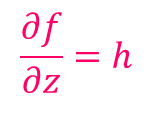 ∂f/∂z = h